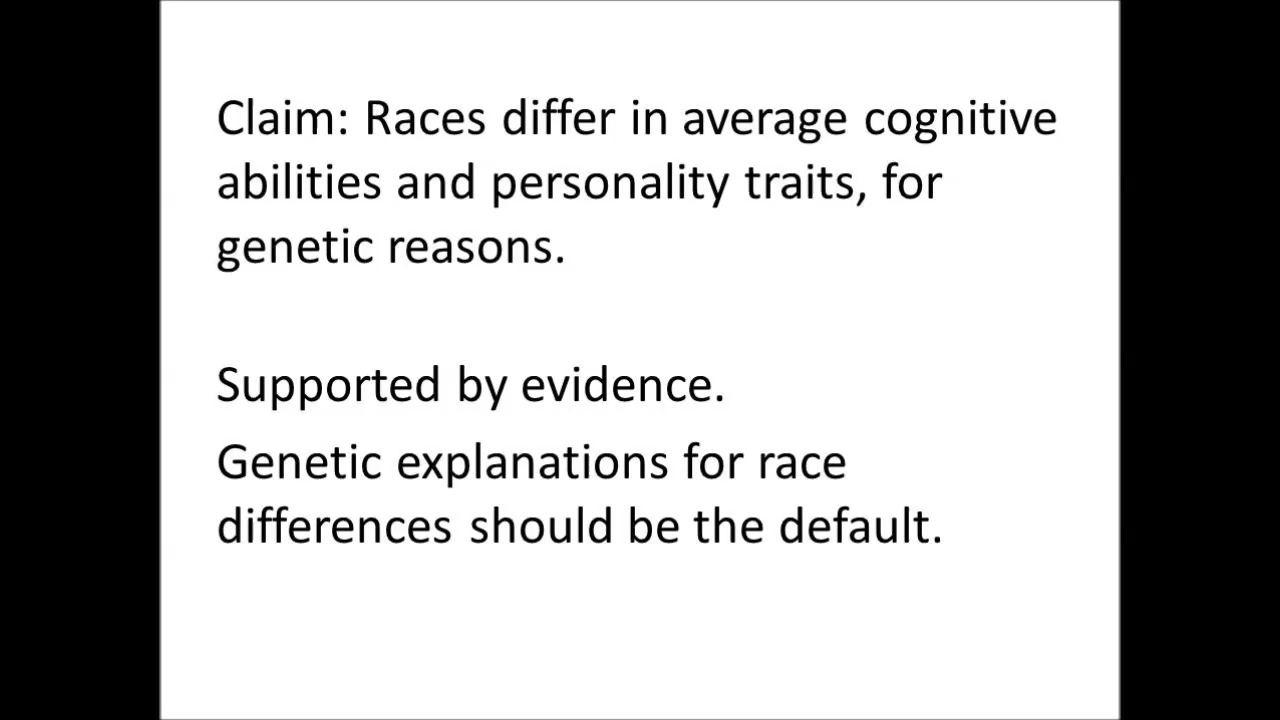 Claim: Races differ in average cognitive
abilities and personality traits, for
genetic reasons.
Supported by evidence.
Genetic explanations for race
differences should be the default.